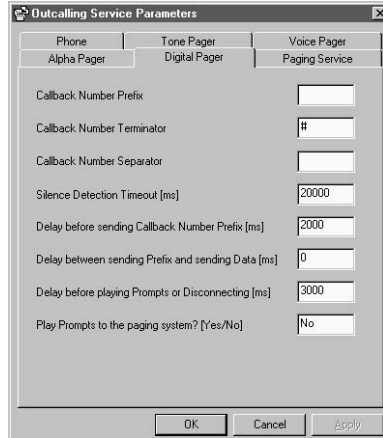 Outcalling Service Parameters
Phone Tone Pager Voice Pager
Alpha Pager Digital Pager Paging Service
Callback Number Prefix
Callback Number Terminator #
Callback Number Separator
Silence Detection Timeout [ms] 20000
Delay before sending Callback Number Prefix [ms] 2000
Delay between sending Prefix and sending Data [ms] 0
Delay before playing Prompts or Disconnecting [ms] 3000
Play Prompts to the paging system? [Yes/No] No
OK Cancel Apply